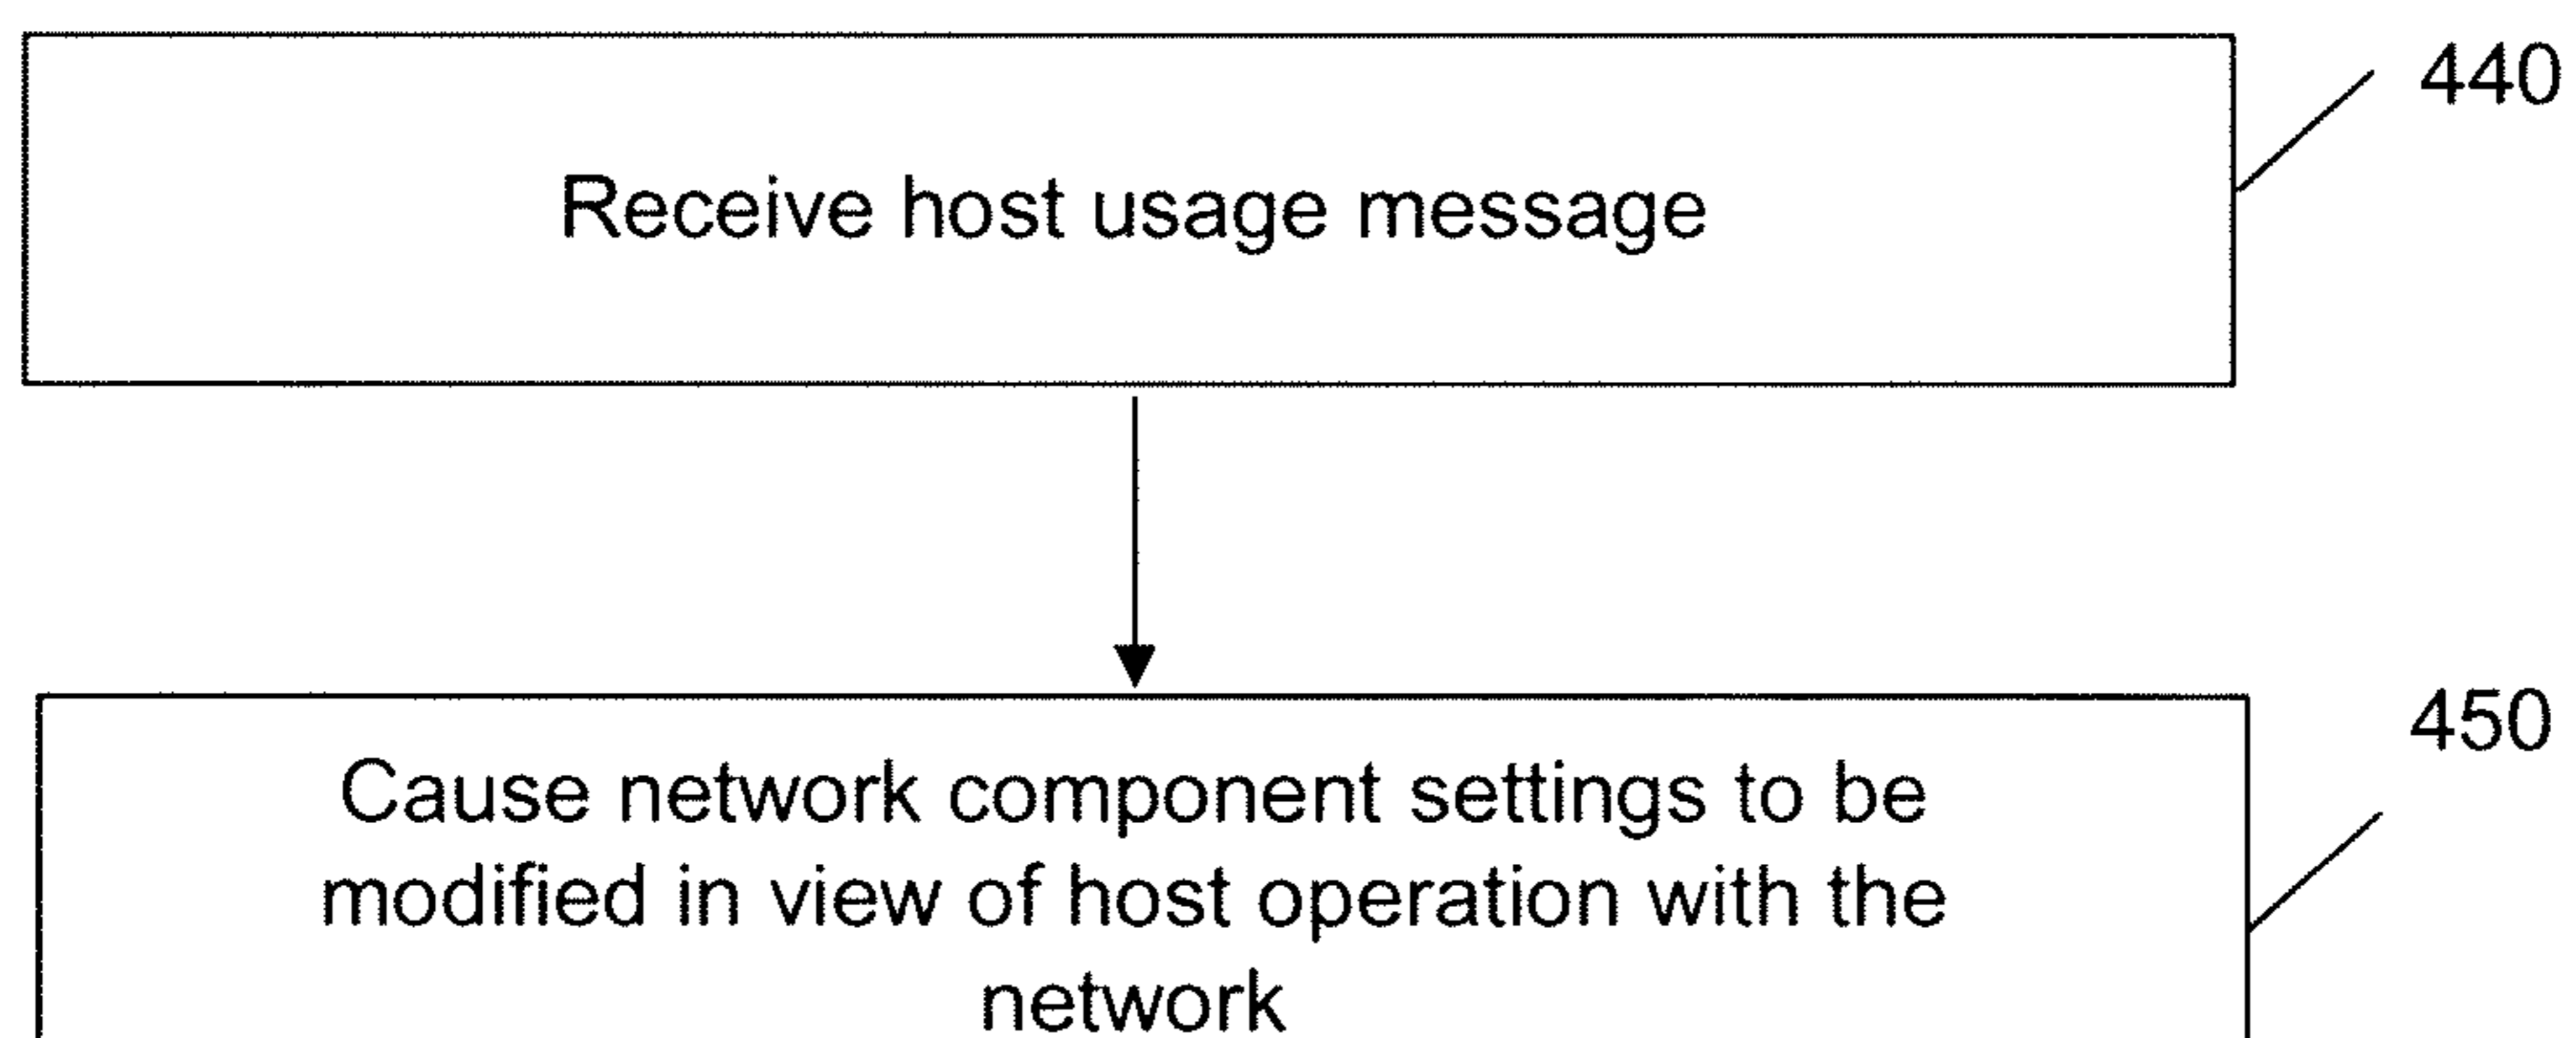 440
Receive host usage message
450
Cause network component settings to be
modified in view of host operation with the
network